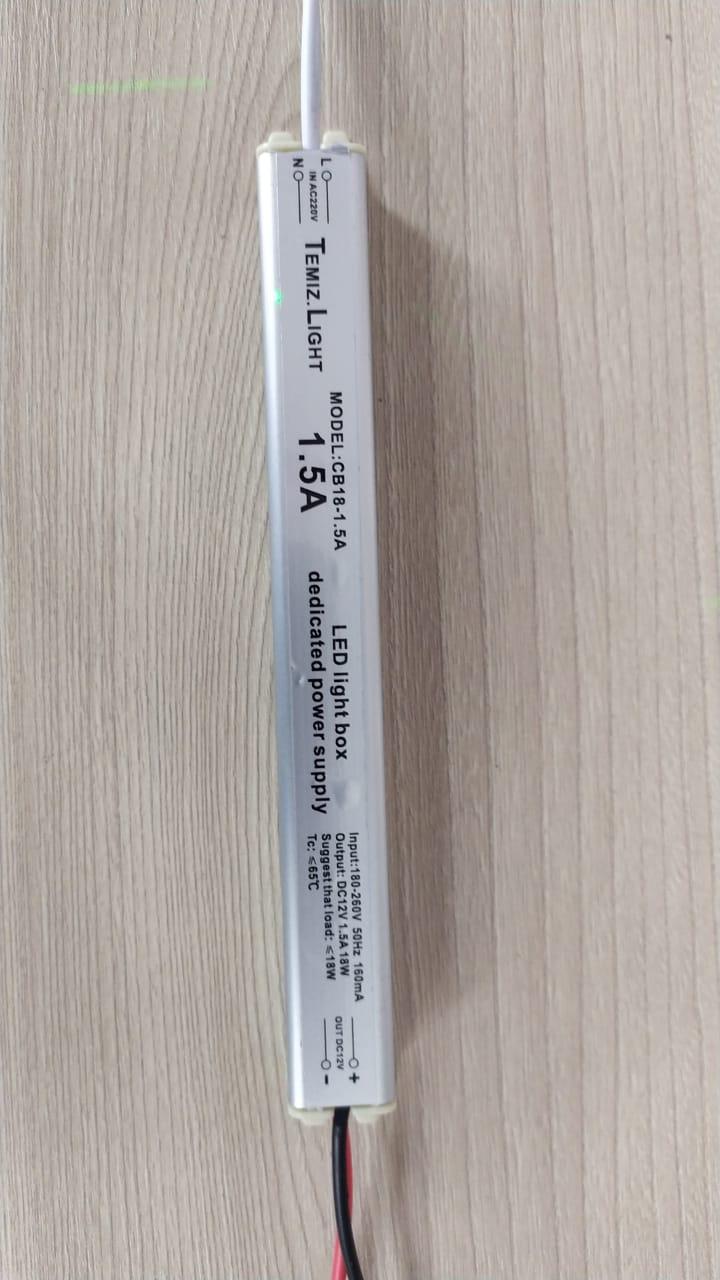 L
IN AC220V
N
TEMIZ.LIGHT
MODEL:CB18-1.5A
1.5A
LED light box
dedicated power supply
Input:180-260V 50Hz 160mA
Output: DC12V 1.5A 18W
Suggest that load: ≤18W
Tc: ≤65℃
+
OUT DC12V
-